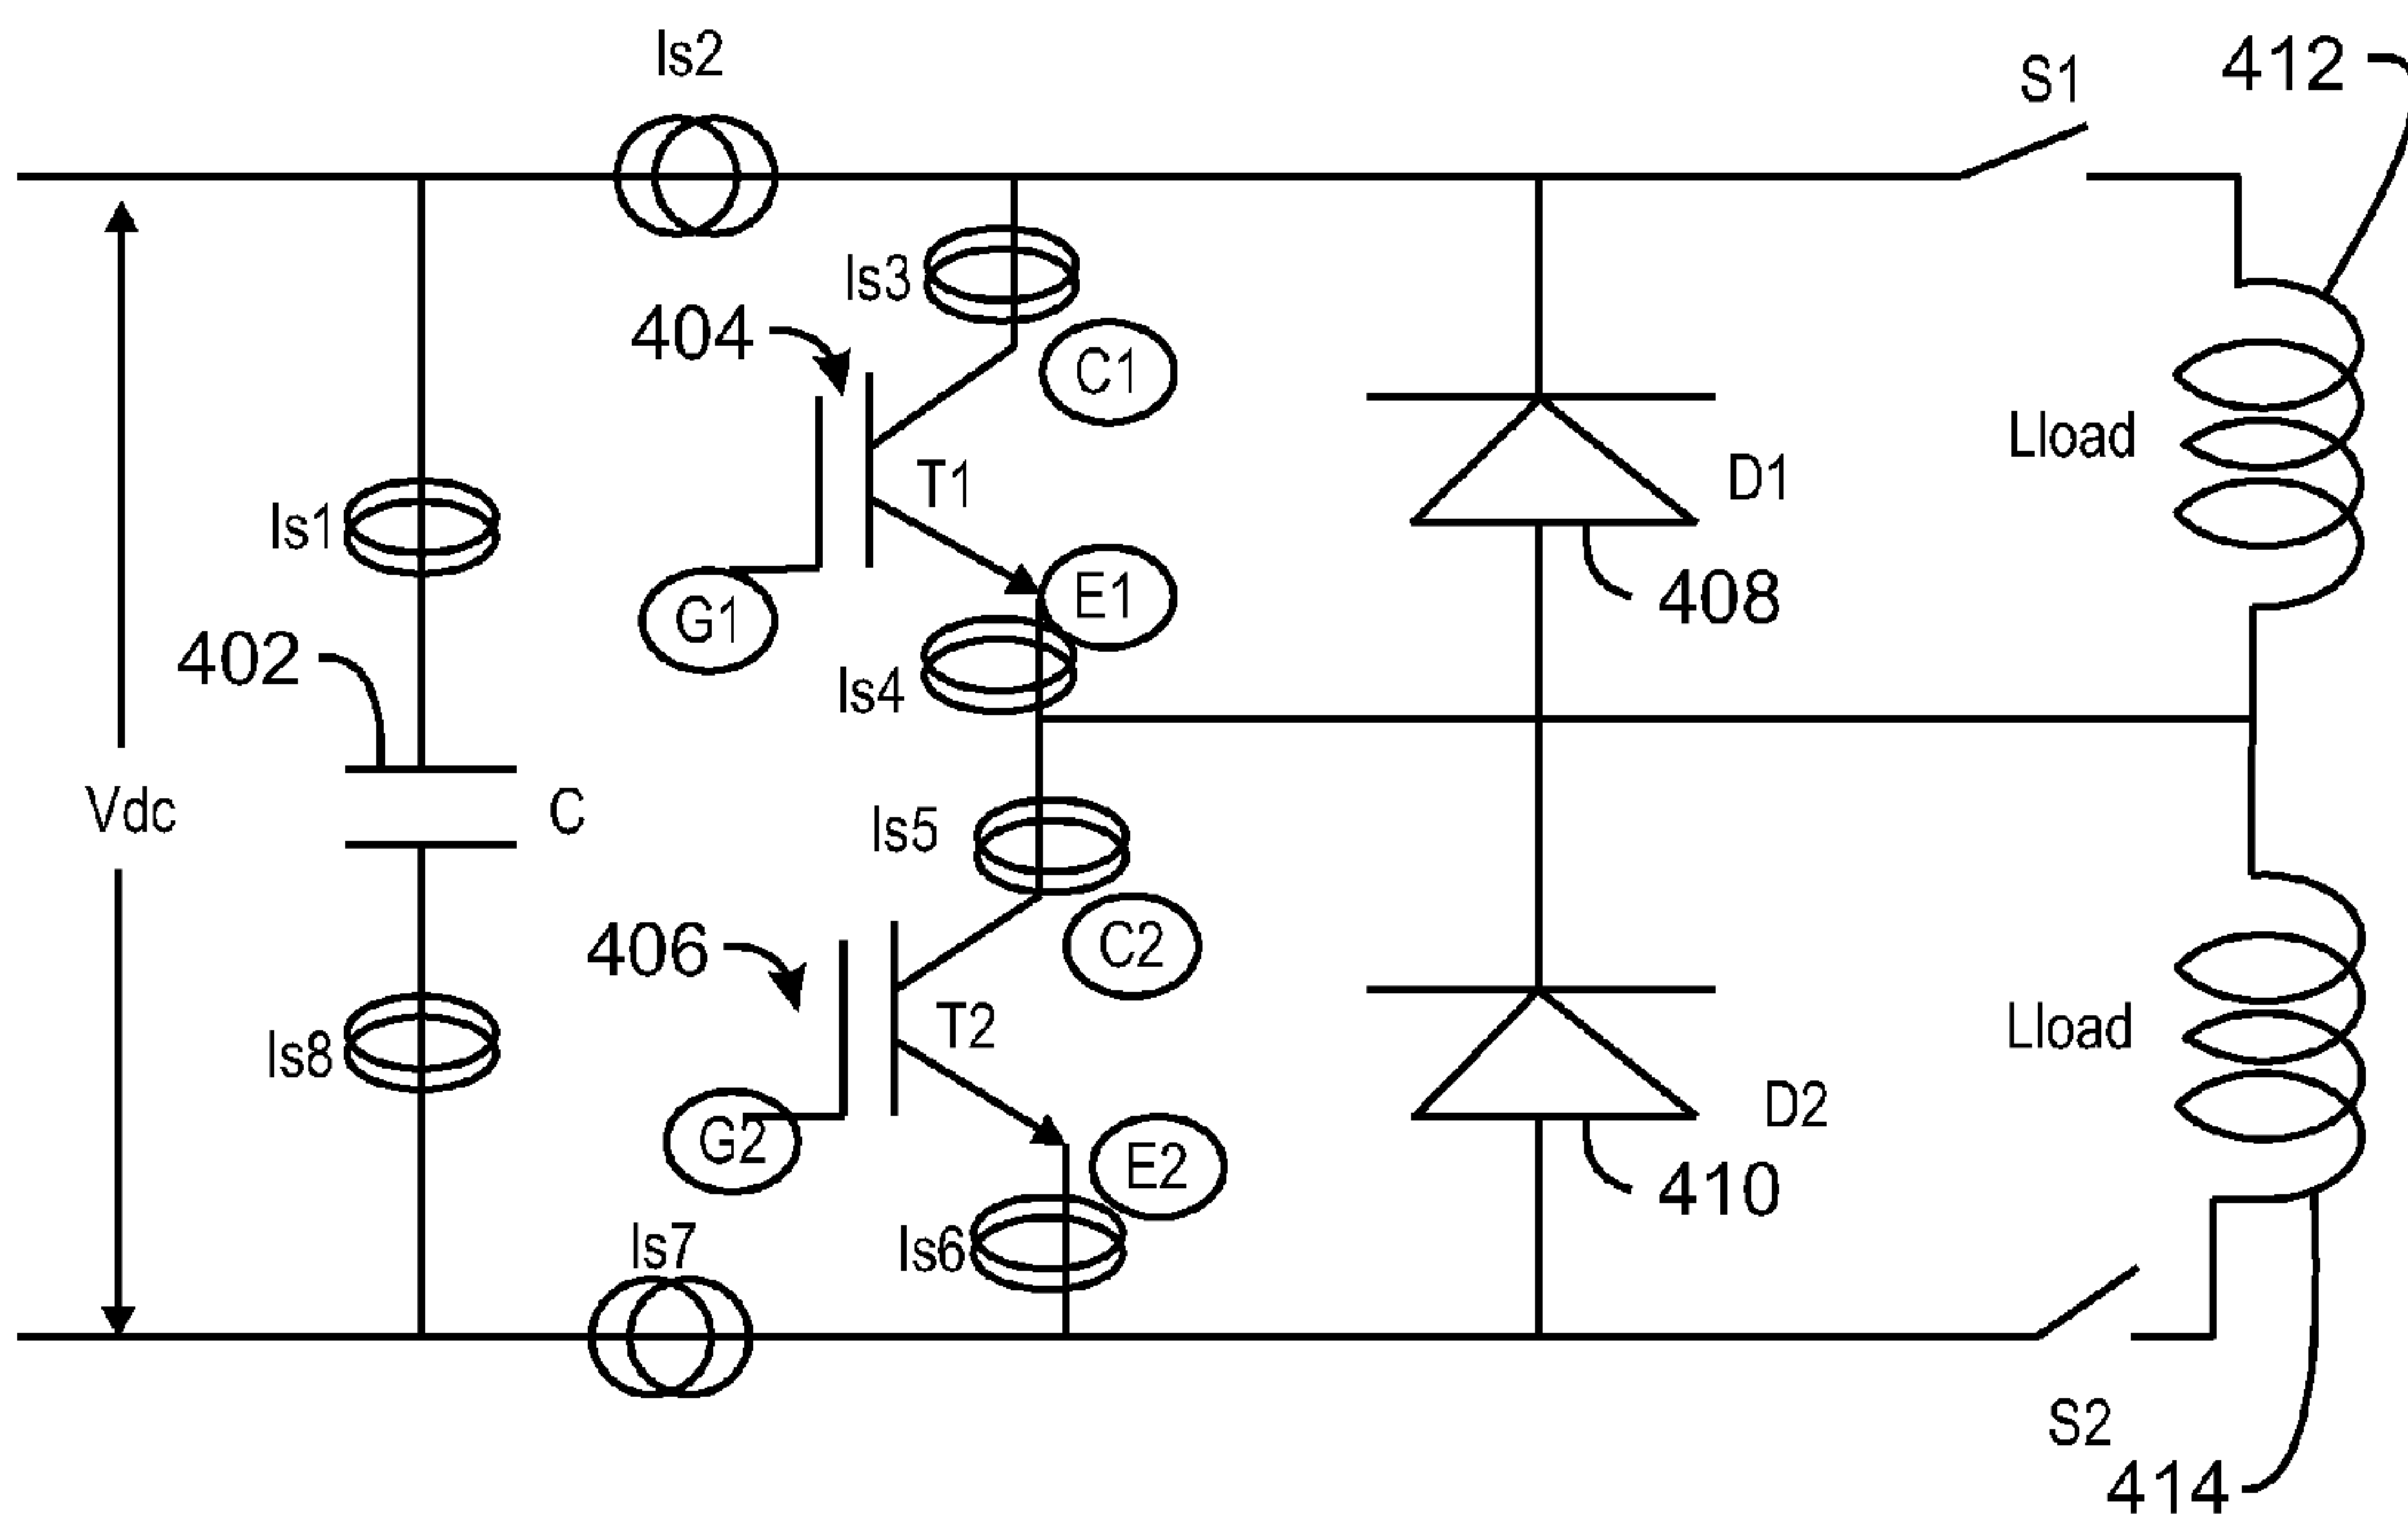 Is2
S1
412
Is3
404
C1
T1
Lload
D1
Is1
E1
408
G1
402
Is4
Vdc
C
Is5
406
C2
T2
Lload
Is8
D2
G2
E2
410
Is7
Is6
S2
414